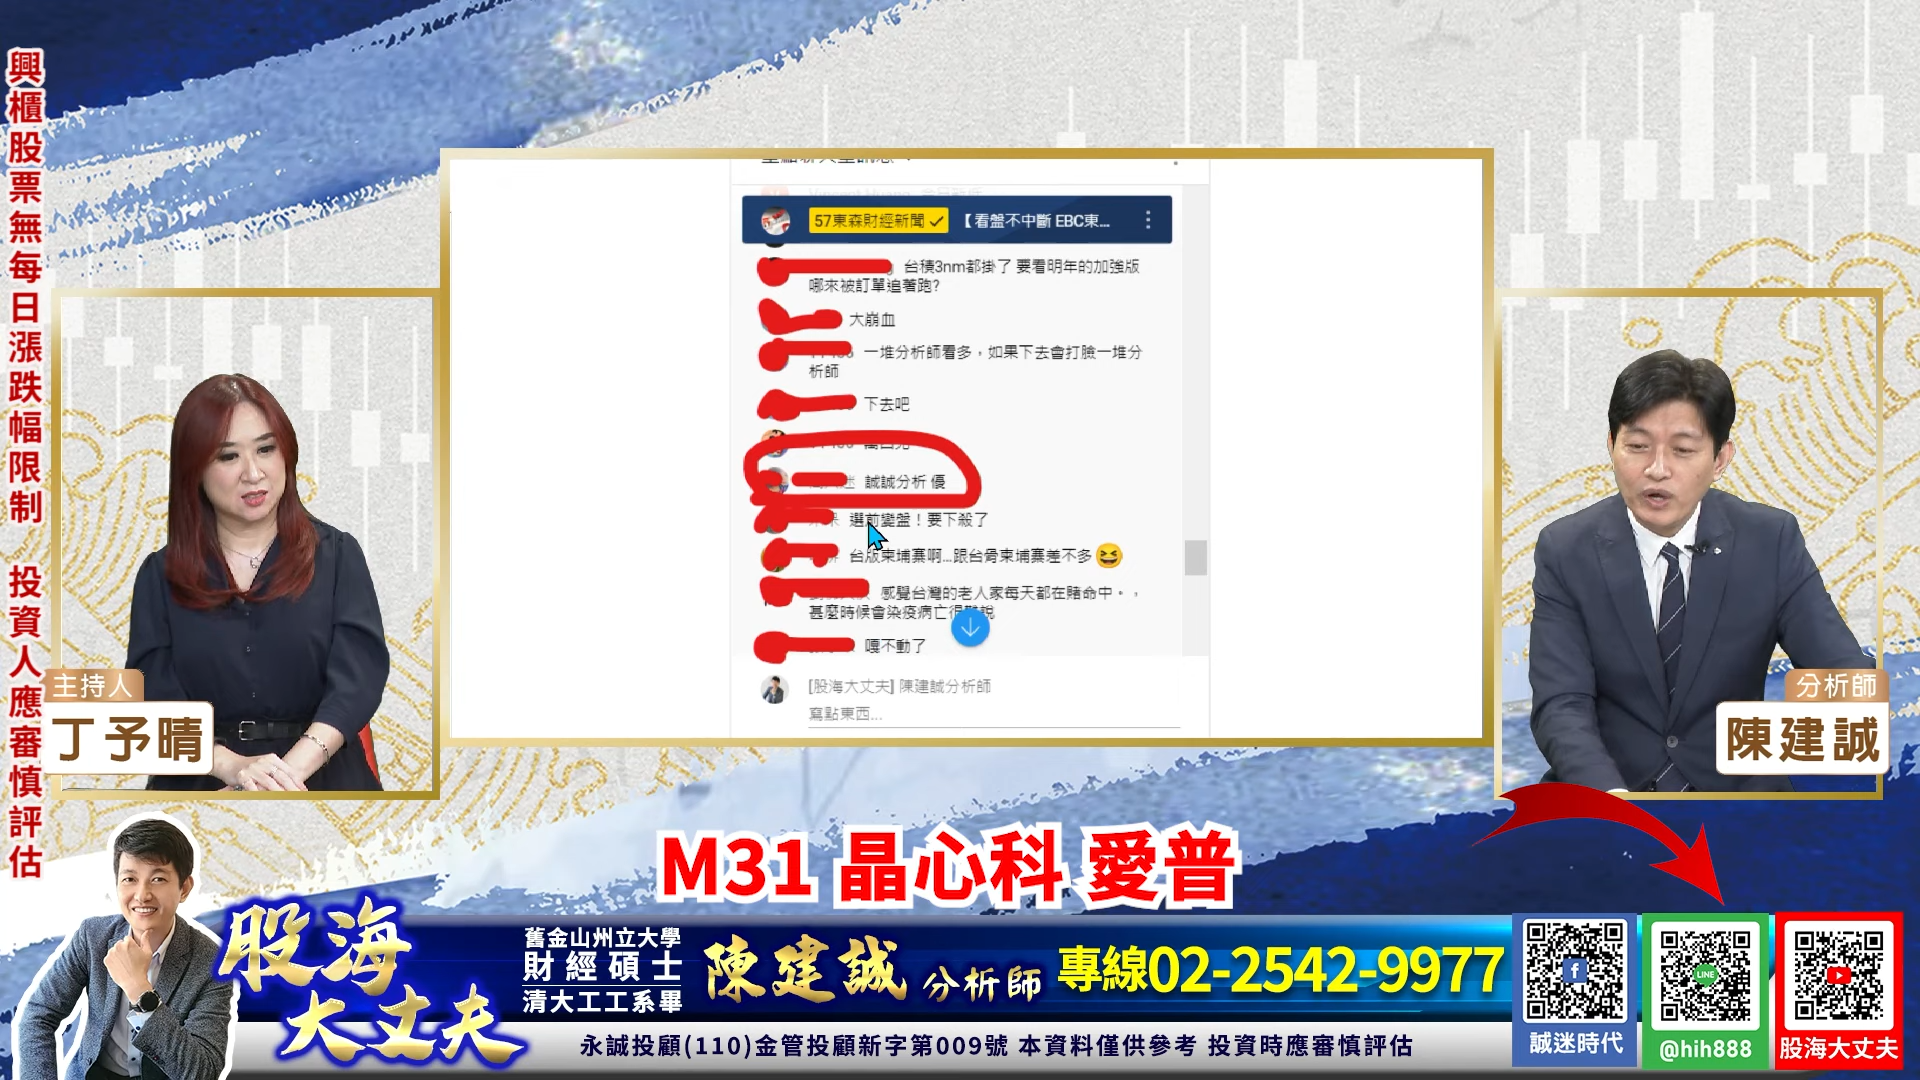 興櫃股票無每日漲跌幅限制 投資人應審慎評估
57東森財經新聞
【看盤不中斷 EBC東...
台積3nm都掛了 要看明年的加強版
哪來被訂單追著跑?
大崩血
一堆分析師看多，如果下去會打臉一堆分
析師
下去吧
誠誠分析 優
選前變盤！要下殺了
台版柬埔寨啊...跟台骨柬埔寨差不多
感覺台灣的老人家每天都在賭命中。，
甚麼時候會染疫病亡很難說
嘎不動了
[股海大丈夫] 陳建誠分析師
寫點東西...
主持人
丁予晴
分析師
陳建誠
M31 晶心科 愛普
股海
大丈夫
舊金山州立大學
財經碩士
清大工工系畢
陳建誠 分析師
專線02-2542-9977
永誠投顧(110)金管投顧新字第009號 本資料僅供參考 投資時應審慎評估
誠迷時代
LINE
@hih888
股海大丈夫